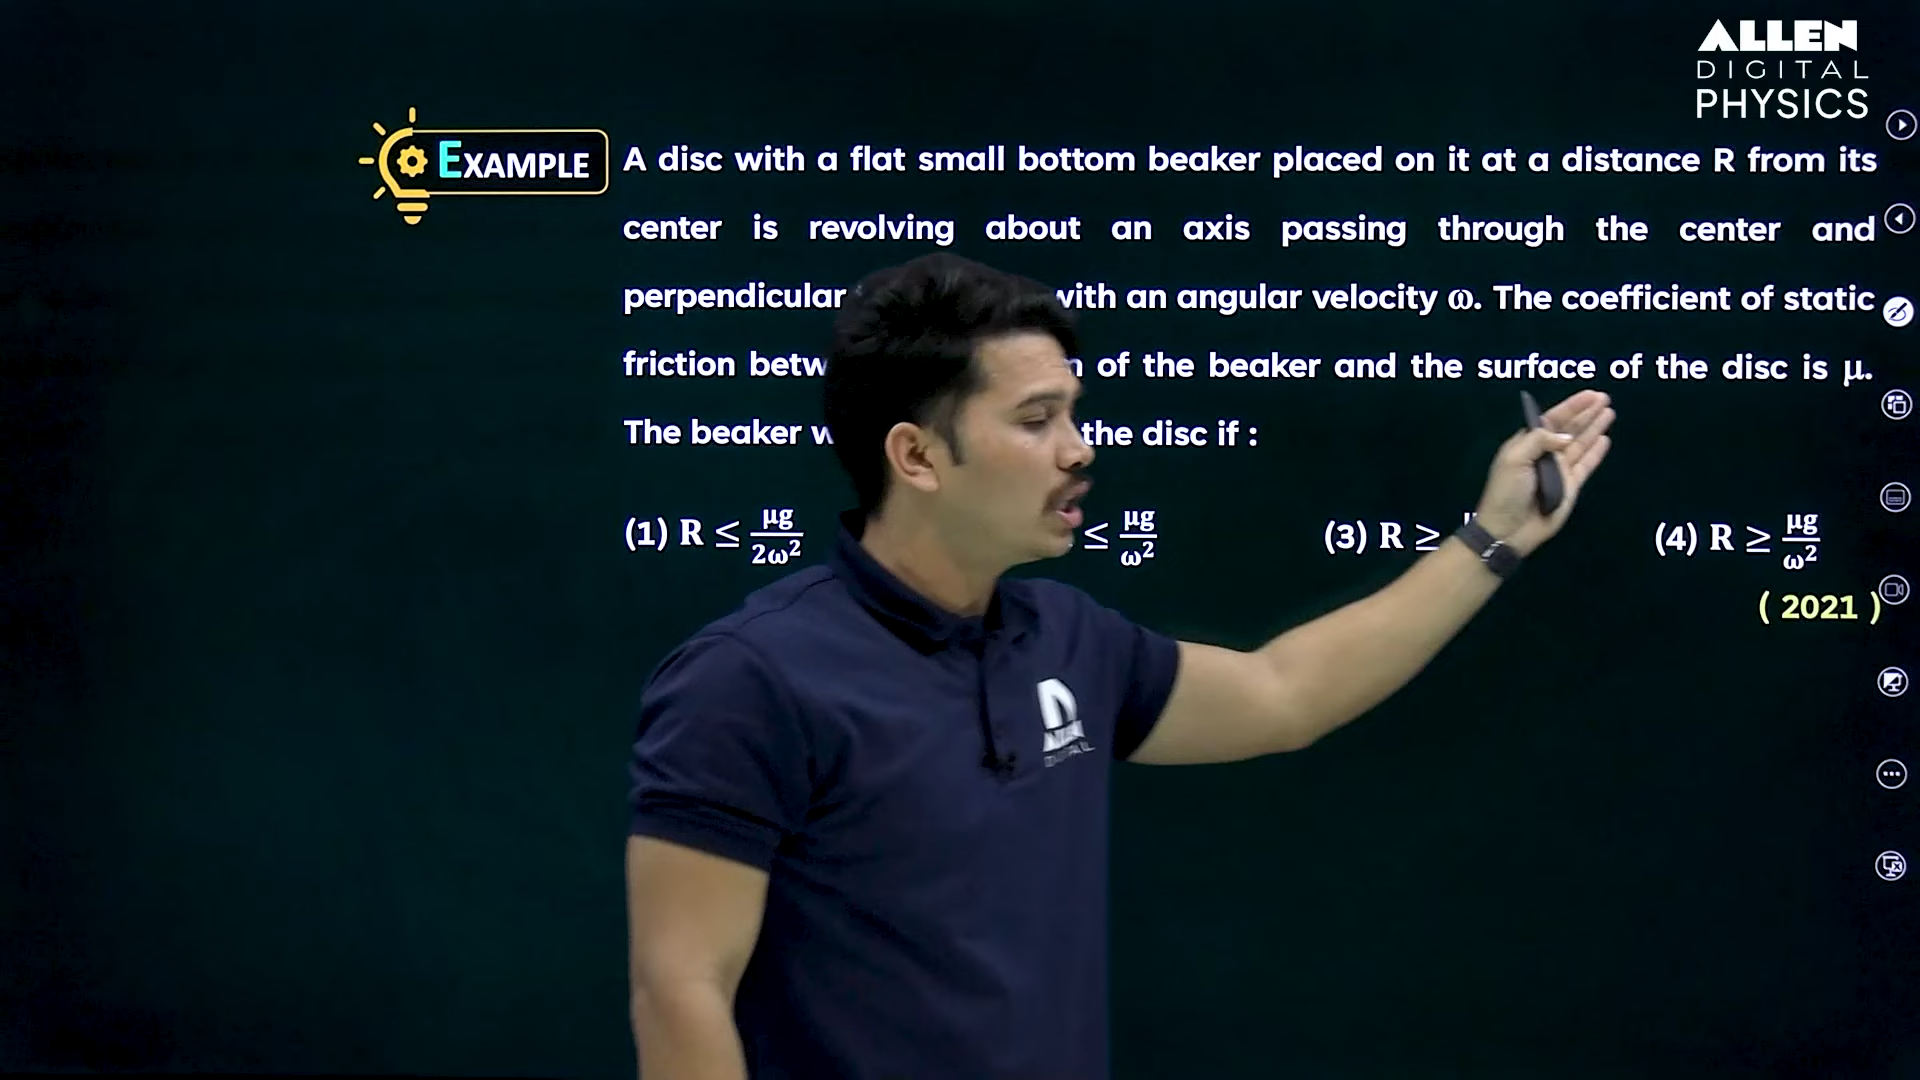 ALLEN
DIGITAL
PHYSICS
EXAMPLE
A disc with a flat small bottom beaker placed on it at a distance R from its
center is revolving about an axis passing through the center and
perpendicular with an angular velocity ω. The coefficient of static
friction of the beaker and the surface of the disc is μ.
The beaker the disc if :
(1) R ≤ μg/2ω² ≤ μg/ω² (3) R ≥ (4) R ≥ μg/ω²
( 2021 )
DIGITAL